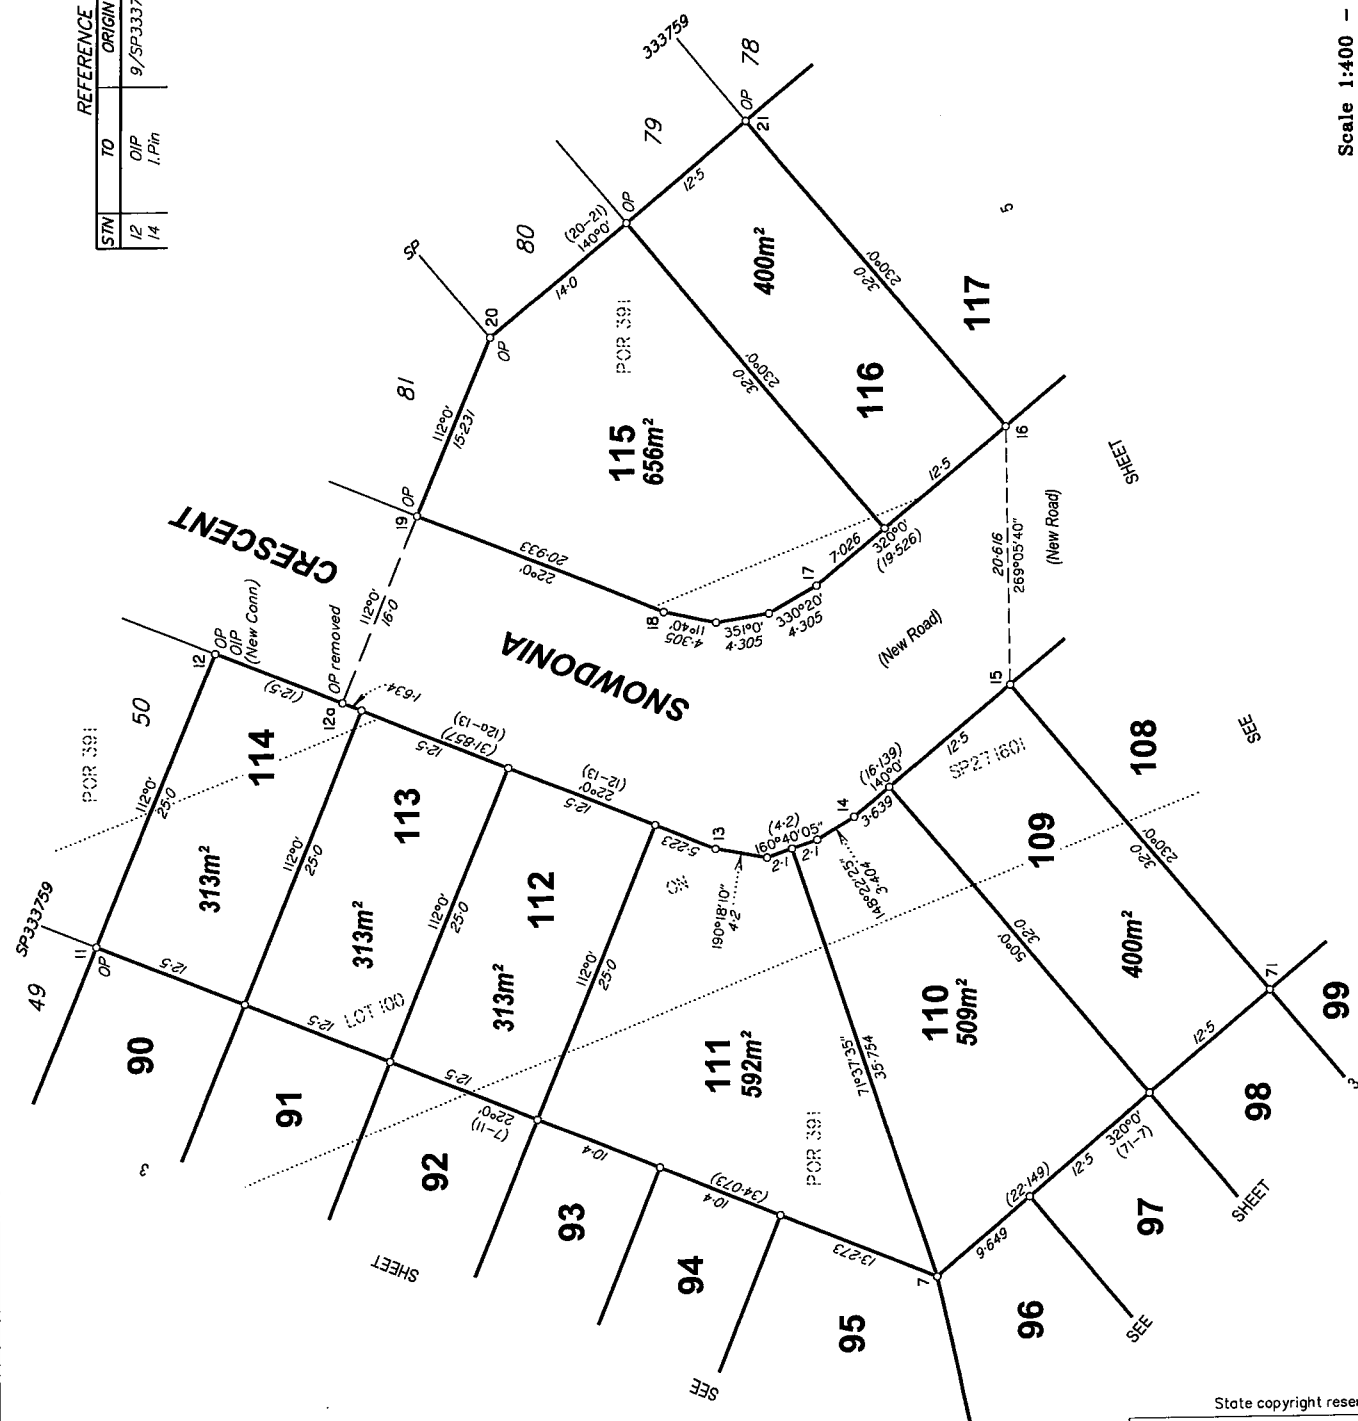 REFERENCE
STN TO ORIGIN
12 OIP 9/SP3337
14 I.Pin
333759
78
OP
21
79
12·5
OP
(20-21)
140°0'
80
14·0
SP
20
OP
81
112°0'
15·231
POR 391
400m²
32·0
230°0'
5
117
116
32·0
230°0'
115
656m²
16
SHEET
12·5
19
OP
20·933
22°0'
CRESCENT
SNOWDONIA
112°0'
16·0
18
4·305
11°40'
351°0'
4·305
330°20'
4·305
17
7·026
320°0'
(19·526)
20·616
269°05'40"
(New Road)
(New Road)
12
OP
OIP
(New Conn)
OP removed
12a
1·634
(12·5)
50
POR 391
112°0'
25·0
114
313m²
12·5
(31·857)
(12a-13)
113
112°0'
25·0
313m²
12·5
22°0'
(12-13)
112
112°0'
25·0
313m²
5·223
13
190°18'10"
4·2
(4·2)
160°40'05"
2·1
2·1
148°22'25"
3·404
14
3·639
(16·139)
140°0'
12·5
15
SP271601
108
SEE
109
32·0
230°0'
400m²
50°0'
32·0
110
509m²
71°37'35"
35·754
111
592m²
112°0'
25·0
POR 391
SP333759
11
OP
49
12·5
90
LOT 100
12·5
91
3
12·5
22°0'
(7-11)
92
10·4
93
SHEET
10·4
(34·073)
94
13·273
95
SEE
7
9·649
(22·149)
96
SEE
12·5
320°0'
(71-7)
97
SHEET
12·5
98
71
99
3
Scale 1:400 -
State copyright reser